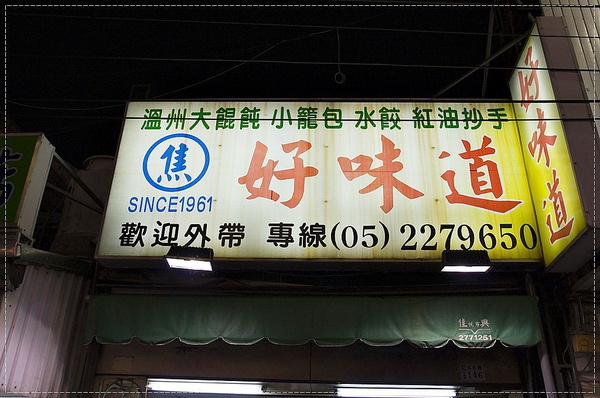 溫州大餛飩 小籠包 水餃 紅油抄手
焦
SINCE1961
好味道
歡迎外帶 專線(05) 2279650
好味道
2771251